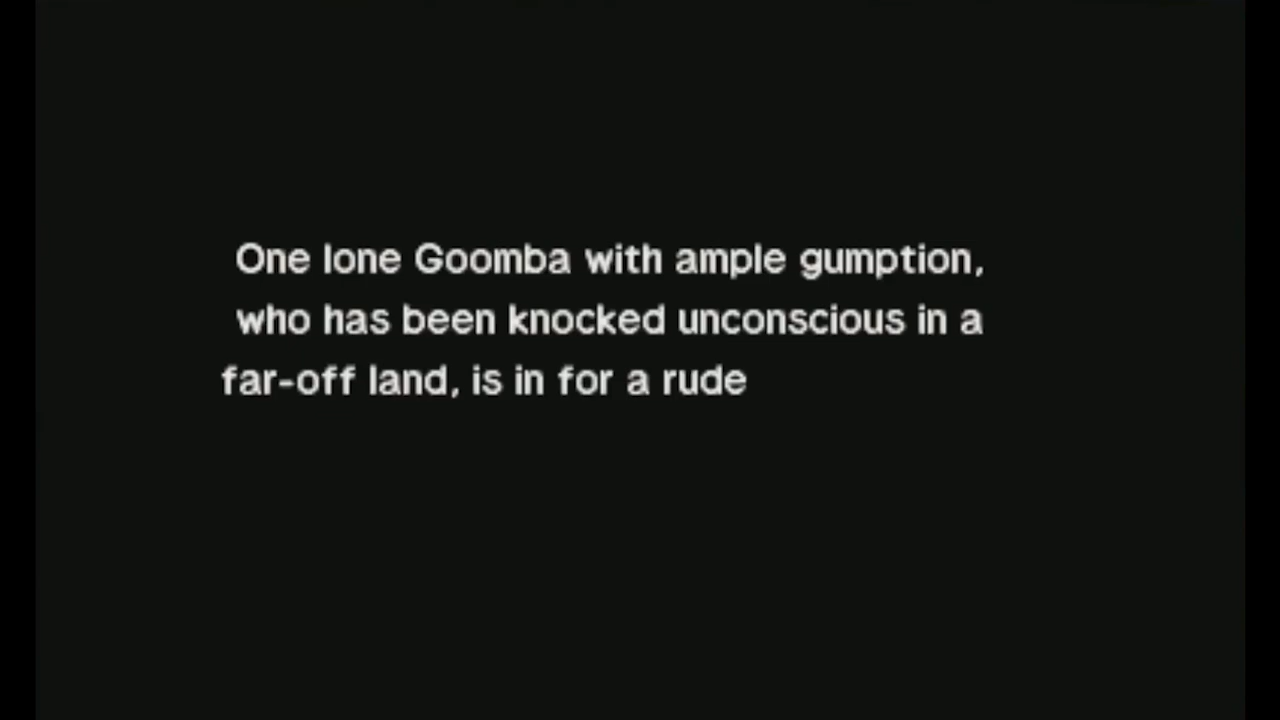 One lone Goomba with ample gumption,
who has been knocked unconscious in a
far-off land, is in for a rude